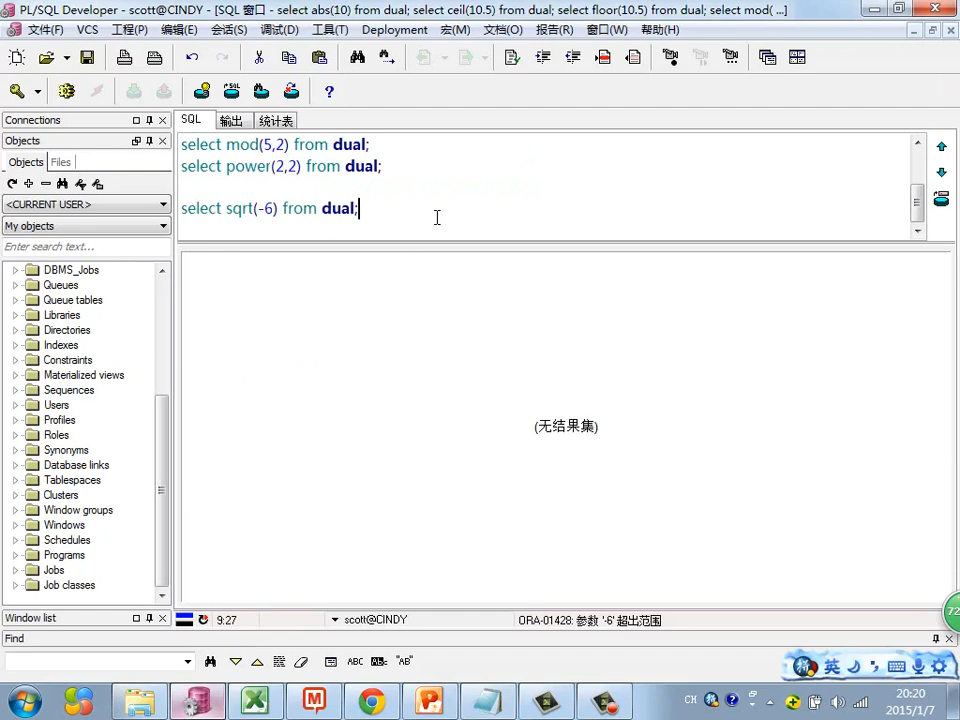 PL/SQL Developer - scott@CINDY - [SQL 窗口 - select abs(10) from dual; select ceil(10.5) from dual; select floor(10.5) from dual; select mod( ...]
文件(F) VCS 工程(P) 编辑(E) 会话(S) 调试(D) 工具(T) Deployment 宏(M) 文档(O) 报告(R) 窗口(W) 帮助(H)
Connections
Objects
Objects Files
<CURRENT USER>
My objects
Enter search text...
DBMS_Jobs
Queues
Queue tables
Libraries
Directories
Indexes
Constraints
Materialized views
Sequences
Users
Profiles
Roles
Synonyms
Database links
Tablespaces
Clusters
Window groups
Windows
Schedules
Programs
Jobs
Job classes
Window list
SQL 输出 统计表
select mod(5,2) from dual;
select power(2,2) from dual;
select sqrt(-6) from dual;
(无结果集)
9:27 scott@CINDY ORA-01428: 参数 '-6' 超出范围
72
Find
ABC ABc "AB"
英
CH
20:20
2015/1/7